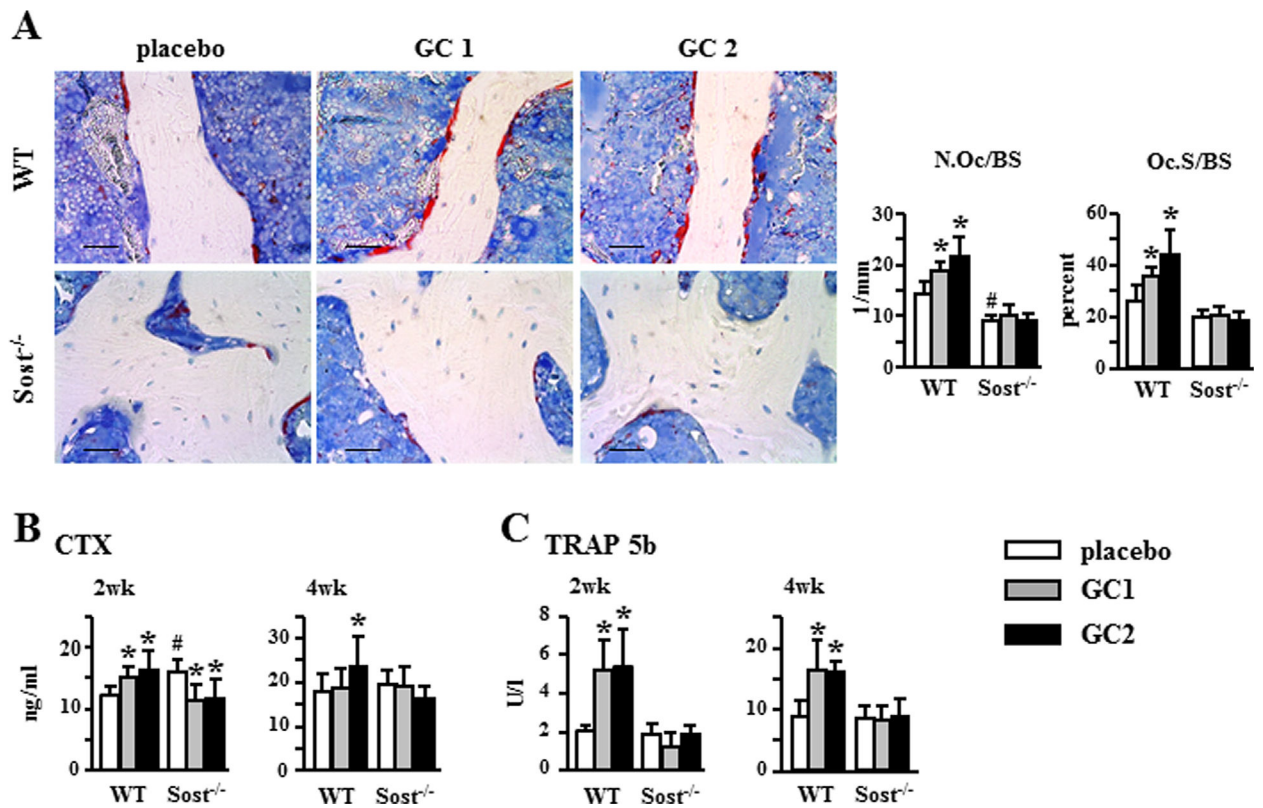 A
placebo GC 1 GC 2
WT
Sost-/-
N.Oc/BS
1/mm
30
20
10
0
*
*
#
WT Sost-/-
Oc.S/BS
percent
60
40
20
0
*
*
WT Sost-/-
B CTX
2wk
ng/ml
20
10
0
*
*
#
*
*
WT Sost-/-
4wk
30
20
10
0
*
WT Sost-/-
C TRAP 5b
2wk
U/l
8
6
4
2
0
*
*
WT Sost-/-
4wk
20
10
0
*
*
WT Sost-/-
placebo
GC1
GC2